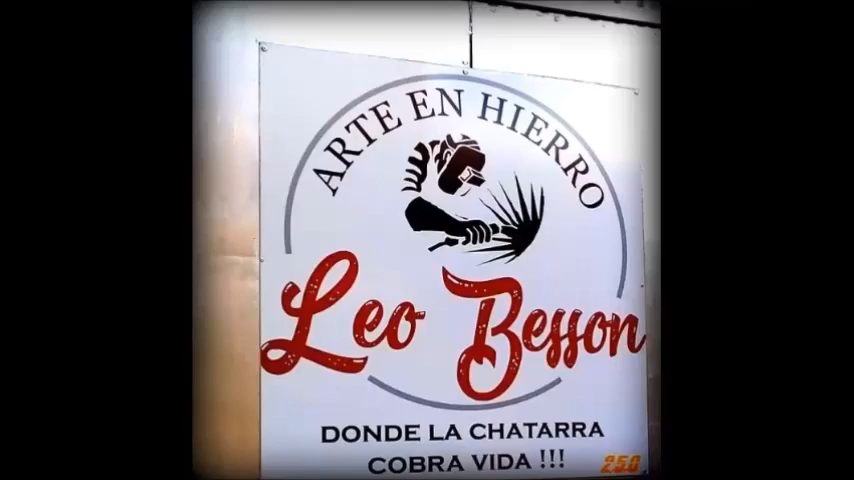 ARTE EN HIERRO
Leo Besson
DONDE LA CHATARRA
COBRA VIDA !!!
250